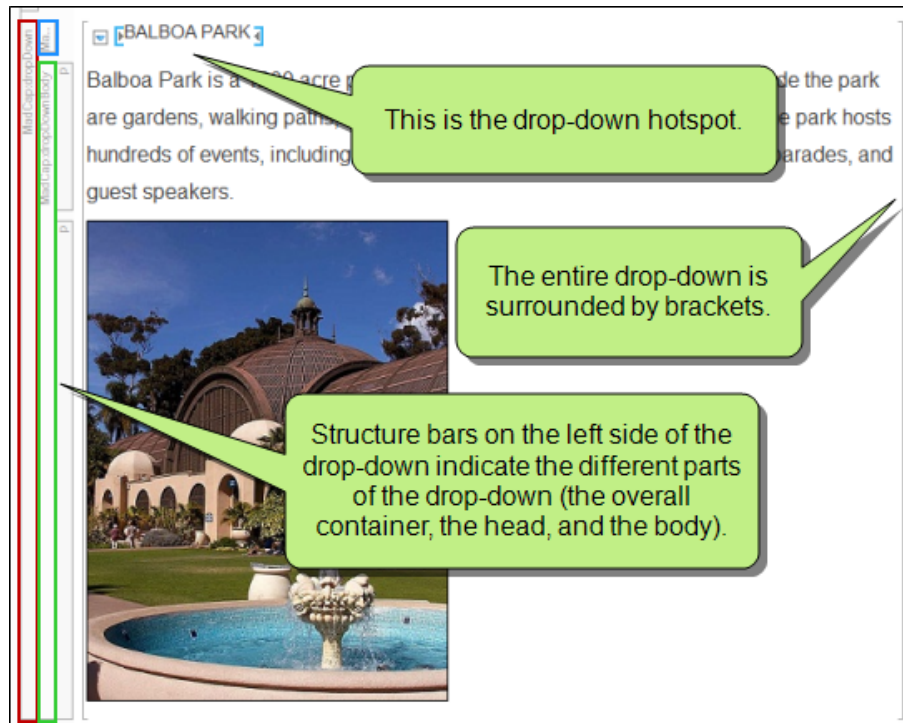 BALBOA PARK
Balboa Park is a acre de the park
This is the drop-down hotspot.
are gardens, walking paths, e park hosts
hundreds of events, including parades, and
guest speakers.
The entire drop-down is
surrounded by brackets.
Structure bars on the left side of the
drop-down indicate the different parts
of the drop-down (the overall
container, the head, and the body).
MadCap:dropDown
Ma...
MadCap:dropDownBody
p
p